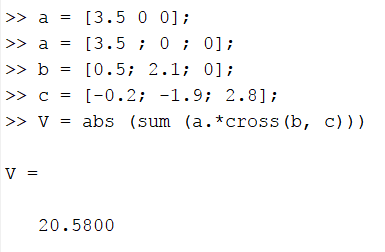 >> a = [3.5 0 0];
>> a = [3.5 ; 0 ; 0];
>> b = [0.5; 2.1; 0];
>> c = [-0.2; -1.9; 2.8];
>> V = abs (sum (a.*cross(b, c)))
V =
20.5800